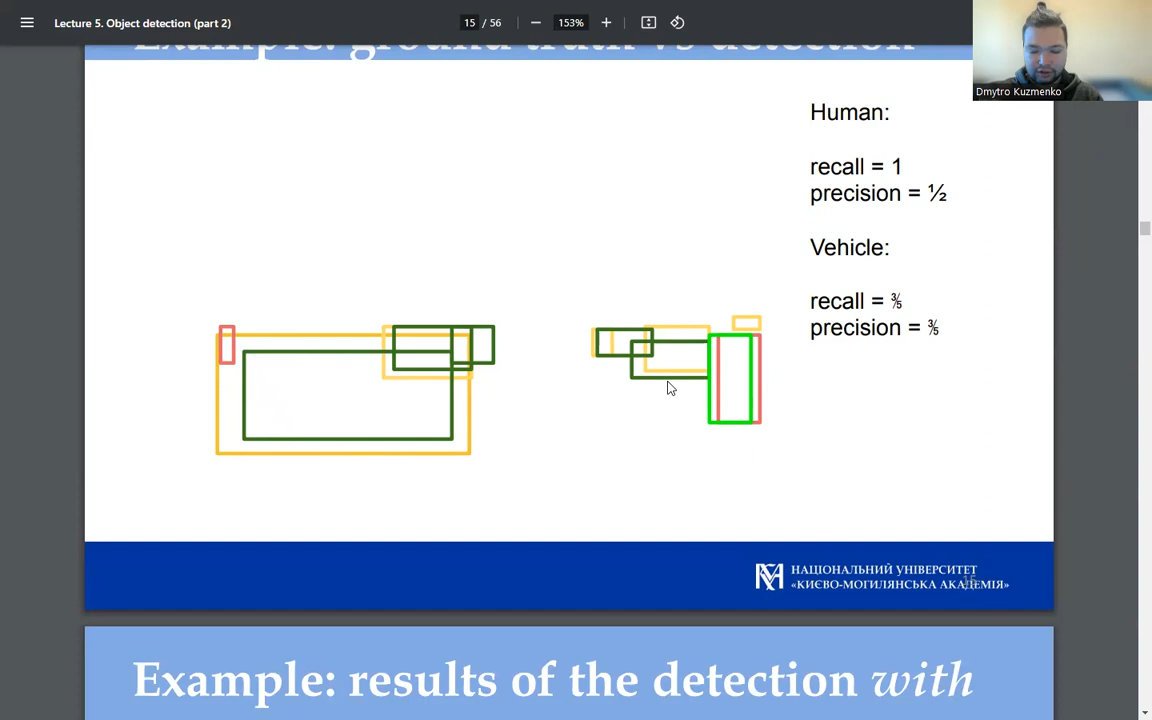 Lecture 5. Object detection (part 2)
15 / 56
153%
Example: ground truth vs detection
Dmytro Kuzmenko
Human:
recall = 1
precision = ½
Vehicle:
recall = ⅗
precision = ⅗
НАЦІОНАЛЬНИЙ УНІВЕРСИТЕТ
«КИЄВО-МОГИЛЯНСЬКА АКАДЕМІЯ»
15
Example: results of the detection with